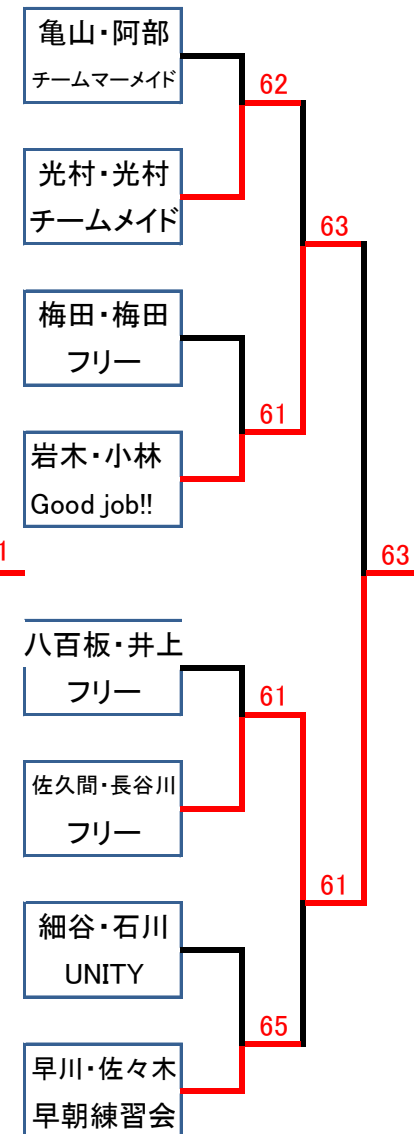 亀山・阿部
チームマーメイド
62
光村・光村
チームメイド
63
梅田・梅田
フリー
61
岩木・小林
Good job!!
1
63
八百板・井上
フリー
61
佐久間・長谷川
フリー
61
細谷・石川
UNITY
65
早川・佐々木
早朝練習会